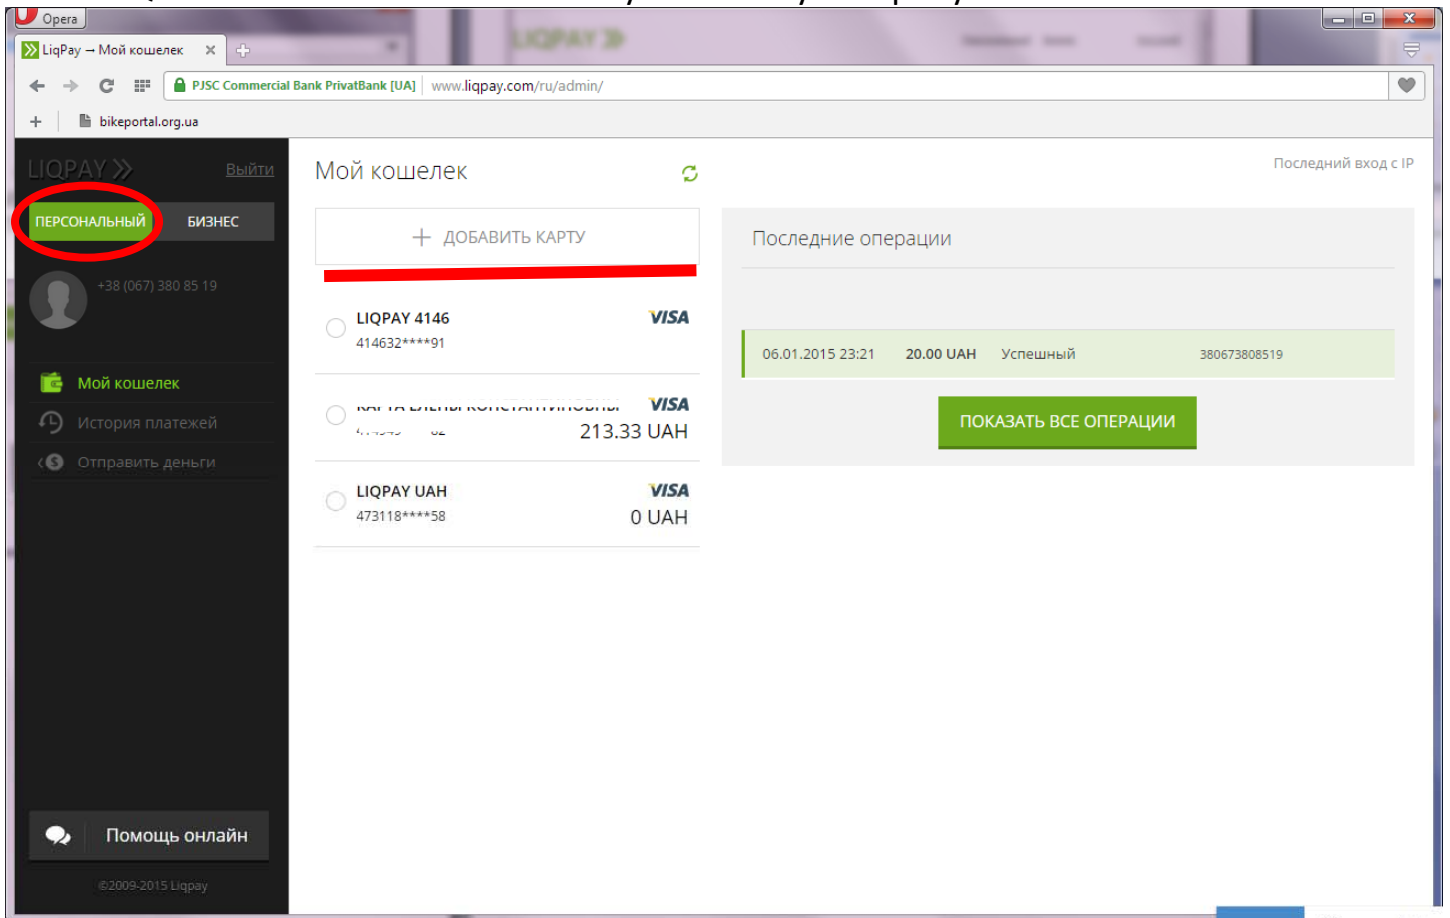 Opera
LiqPay → Мой кошелек
PJSC Commercial Bank PrivatBank [UA] www.liqpay.com/ru/admin/
bikeportal.org.ua
LIQPAY Выйти
ПЕРСОНАЛЬНЫЙ БИЗНЕС
+38 (067) 380 85 19
Мой кошелек
История платежей
Отправить деньги
Помощь онлайн
©2009-2015 Liqpay
Мой кошелек
+ ДОБАВИТЬ КАРТУ
LIQPAY 4146 VISA
414632****91
КАРТА ЕЛЕНЫ КОНСТАНТИНОВНЫ VISA
213.33 UAH
LIQPAY UAH VISA
473118****58 0 UAH
Последний вход с IP
Последние операции
06.01.2015 23:21 20.00 UAH Успешный 380673808519
ПОКАЗАТЬ ВСЕ ОПЕРАЦИИ